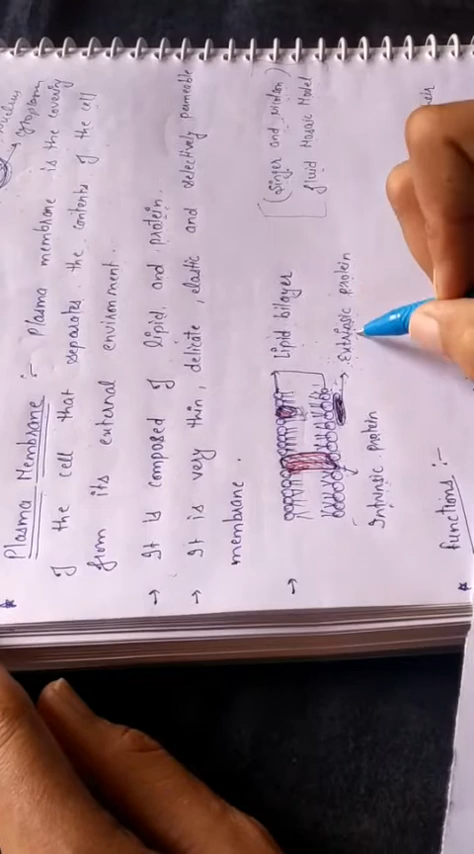 nucleus
cytoplasm
* Plasma Membrane :- Plasma membrane is the covering
of the cell that separates the contents of the cell
from its external environment.
→ It is composed of lipid and protein.
→ It is very thin, delicate, elastic and selectively permeable
membrane.
→ Lipid bilayer
(Singer and Nicolson)
fluid Mosaic Model
→ Extrinsic protein
Intrinsic protein
* functions :-